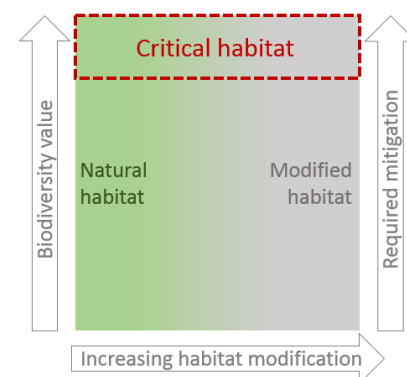 Critical habitat
Biodiversity value
Natural
habitat
Modified
habitat
Required mitigation
Increasing habitat modification